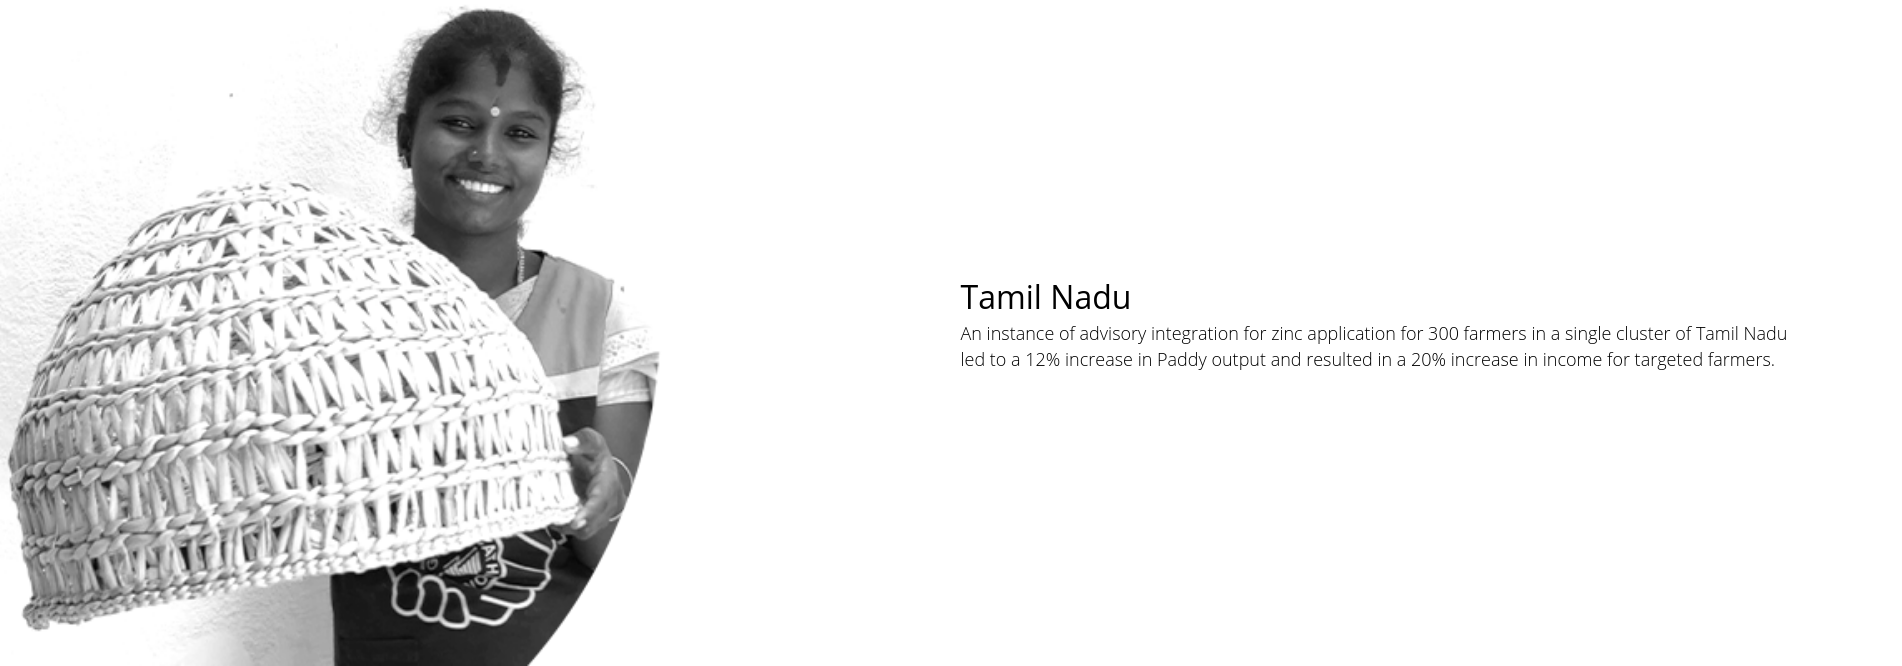 Tamil Nadu
An instance of advisory integration for zinc application for 300 farmers in a single cluster of Tamil Nadu
led to a 12% increase in Paddy output and resulted in a 20% increase in income for targeted farmers.